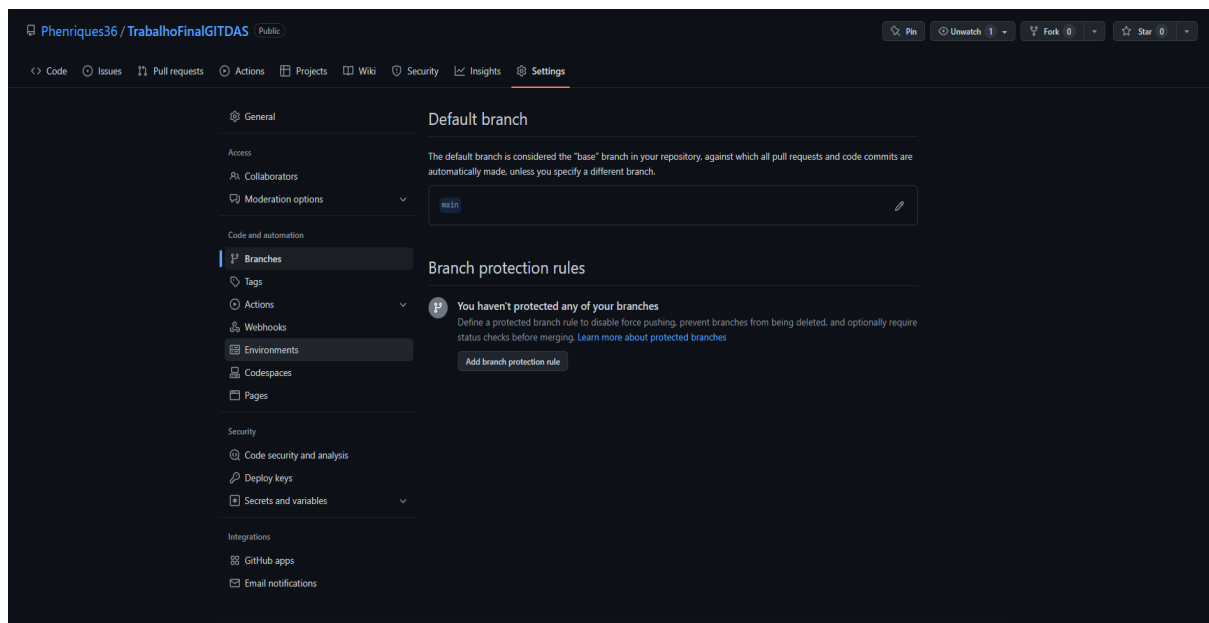 Phenriques36 / TrabalhoFinalGITDAS Public
Pin Unwatch 1 Fork 0 Star 0
Code Issues Pull requests Actions Projects Wiki Security Insights Settings
General
Access
Collaborators
Moderation options
Code and automation
Branches
Tags
Actions
Webhooks
Environments
Codespaces
Pages
Security
Code security and analysis
Deploy keys
Secrets and variables
Integrations
GitHub apps
Email notifications
Default branch
The default branch is considered the "base" branch in your repository, against which all pull requests and code commits are
automatically made, unless you specify a different branch.
main
Branch protection rules
You haven't protected any of your branches
Define a protected branch rule to disable force pushing, prevent branches from being deleted, and optionally require
status checks before merging. Learn more about protected branches
Add branch protection rule